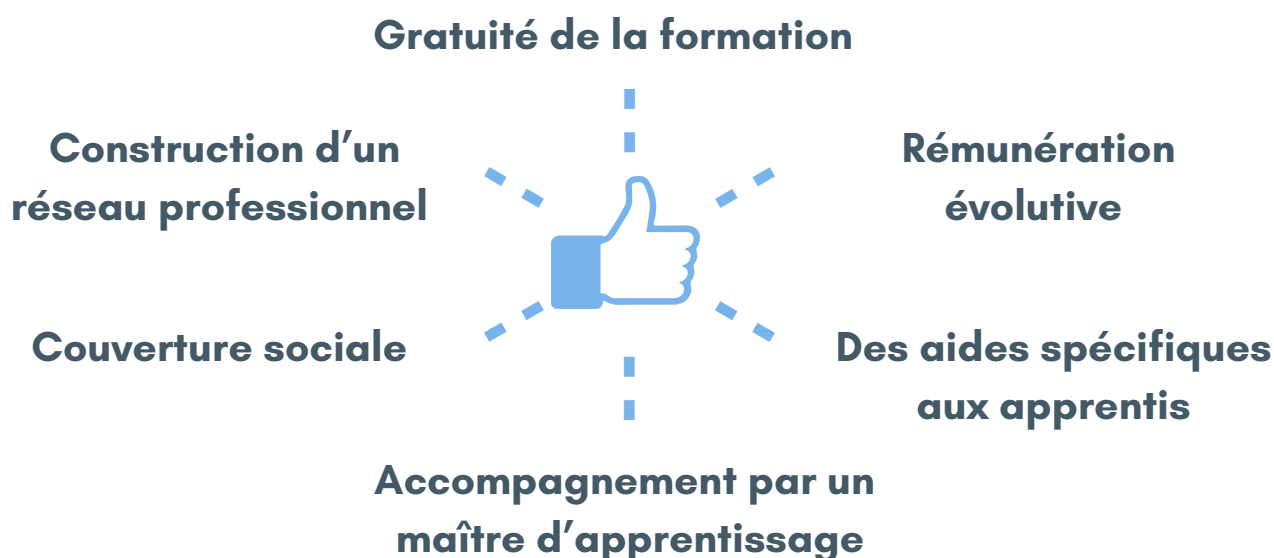 Gratuité de la formation
Construction d’un
réseau professionnel
Rémunération
évolutive
Couverture sociale
Des aides spécifiques
aux apprentis
Accompagnement par un
maître d’apprentissage